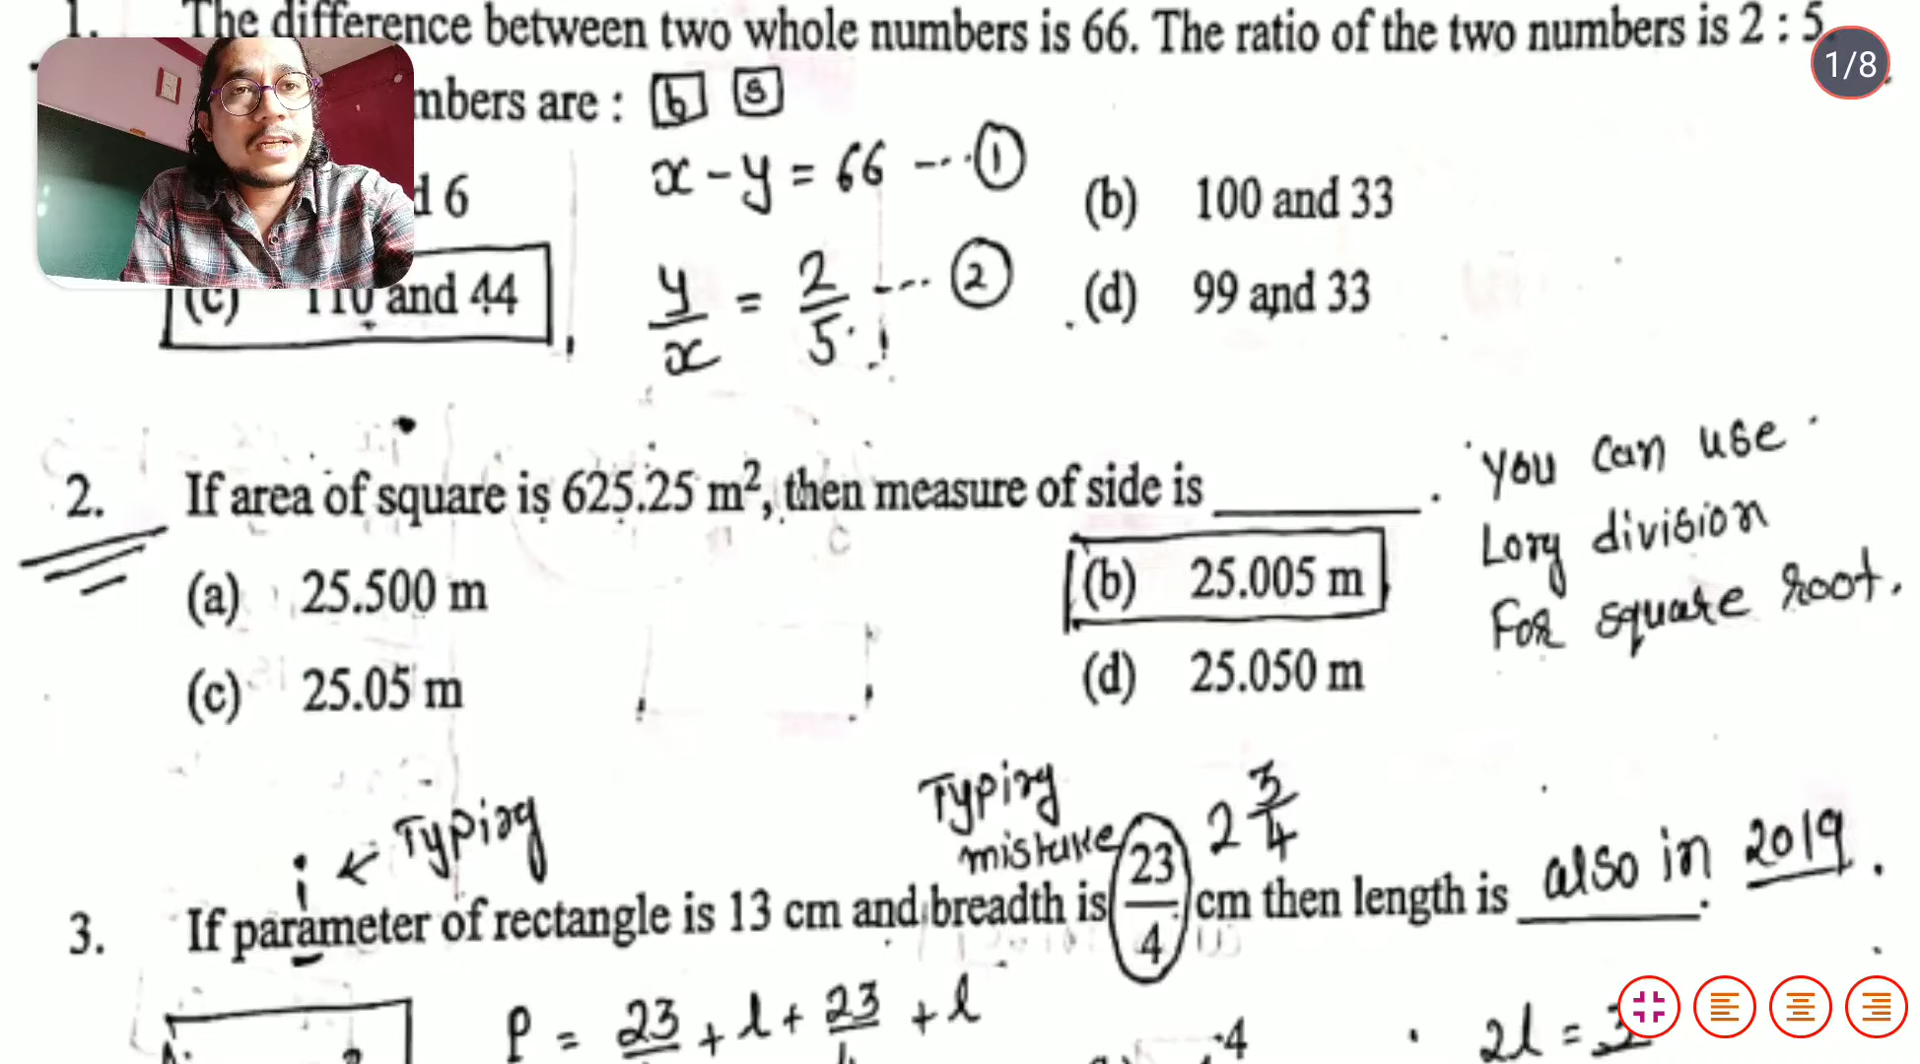 1. The difference between two whole numbers is 66. The ratio of the two numbers is 2 : 5
1/8
mbers are : b s
x - y = 66 --- 1
d 6
(b) 100 and 33
(c) 110 and 44
y/x = 2/5 --- 2
(d) 99 and 33
2. If area of square is 625.25 m², then measure of side is ________ .
you can use
Long division
For square root.
(a) 25.500 m
(b) 25.005 m
(c) 25.05 m
(d) 25.050 m
i ← Typing
Typing
mistake
2 3/4
also in 2019.
3. If parameter of rectangle is 13 cm and breadth is 23/4 cm then length is ________.
P = 23 + l + 23/4 + l